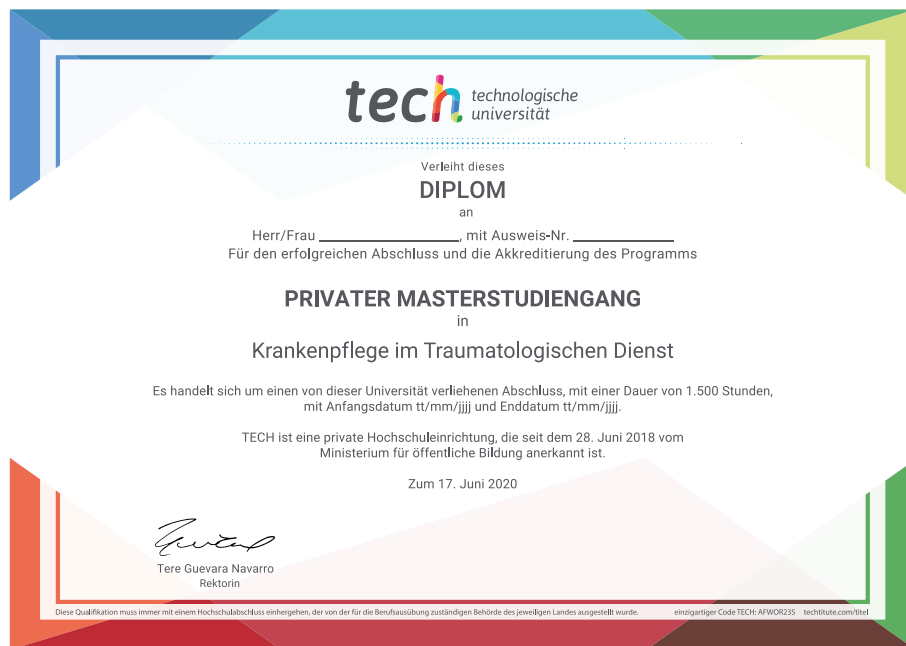 tech technologische
universität
Verleiht dieses
DIPLOM
an
Herr/Frau ____________________, mit Ausweis-Nr. ______________
Für den erfolgreichen Abschluss und die Akkreditierung des Programms
PRIVATER MASTERSTUDIENGANG
in
Krankenpflege im Traumatologischen Dienst
Es handelt sich um einen von dieser Universität verliehenen Abschluss, mit einer Dauer von 1.500 Stunden,
mit Anfangsdatum tt/mm/jjjj und Enddatum tt/mm/jjjj.
TECH ist eine private Hochschuleinrichtung, die seit dem 28. Juni 2018 vom
Ministerium für öffentliche Bildung anerkannt ist.
Zum 17. Juni 2020
Tere Guevara Navarro
Rektorin
Diese Qualifikation muss immer mit einem Hochschulabschluss einhergehen, der von der für die Berufsausübung zuständigen Behörde des jeweiligen Landes ausgestellt wurde. einzigartiger Code TECH: AFWOR23S techtitute.com/titel